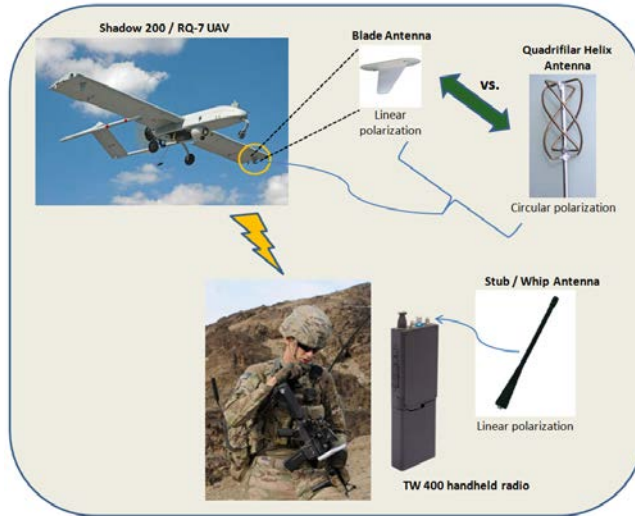 Shadow 200 / RQ-7 UAV
Blade Antenna
Linear
polarization
vs.
Quadrifilar Helix
Antenna
Circular polarization
Stub / Whip Antenna
Linear polarization
TW 400 handheld radio